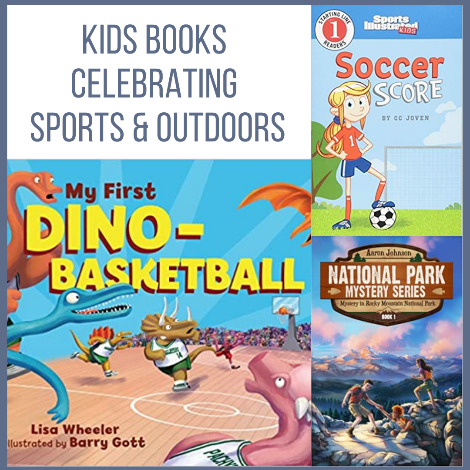 KIDS BOOKS
CELEBRATING
SPORTS & OUTDOORS
STARTING LINE
1
READERS
Sports
Illustrated KIDS
Soccer
SCORE
BY CC JOVEN
1
My First
DINO-
BASKETBALL
Lisa Wheeler
illustrated by Barry Gott
Aaron Johnson
NATIONAL PARK
MYSTERY SERIES
Mystery in Rocky Mountain National Park
BOOK 1